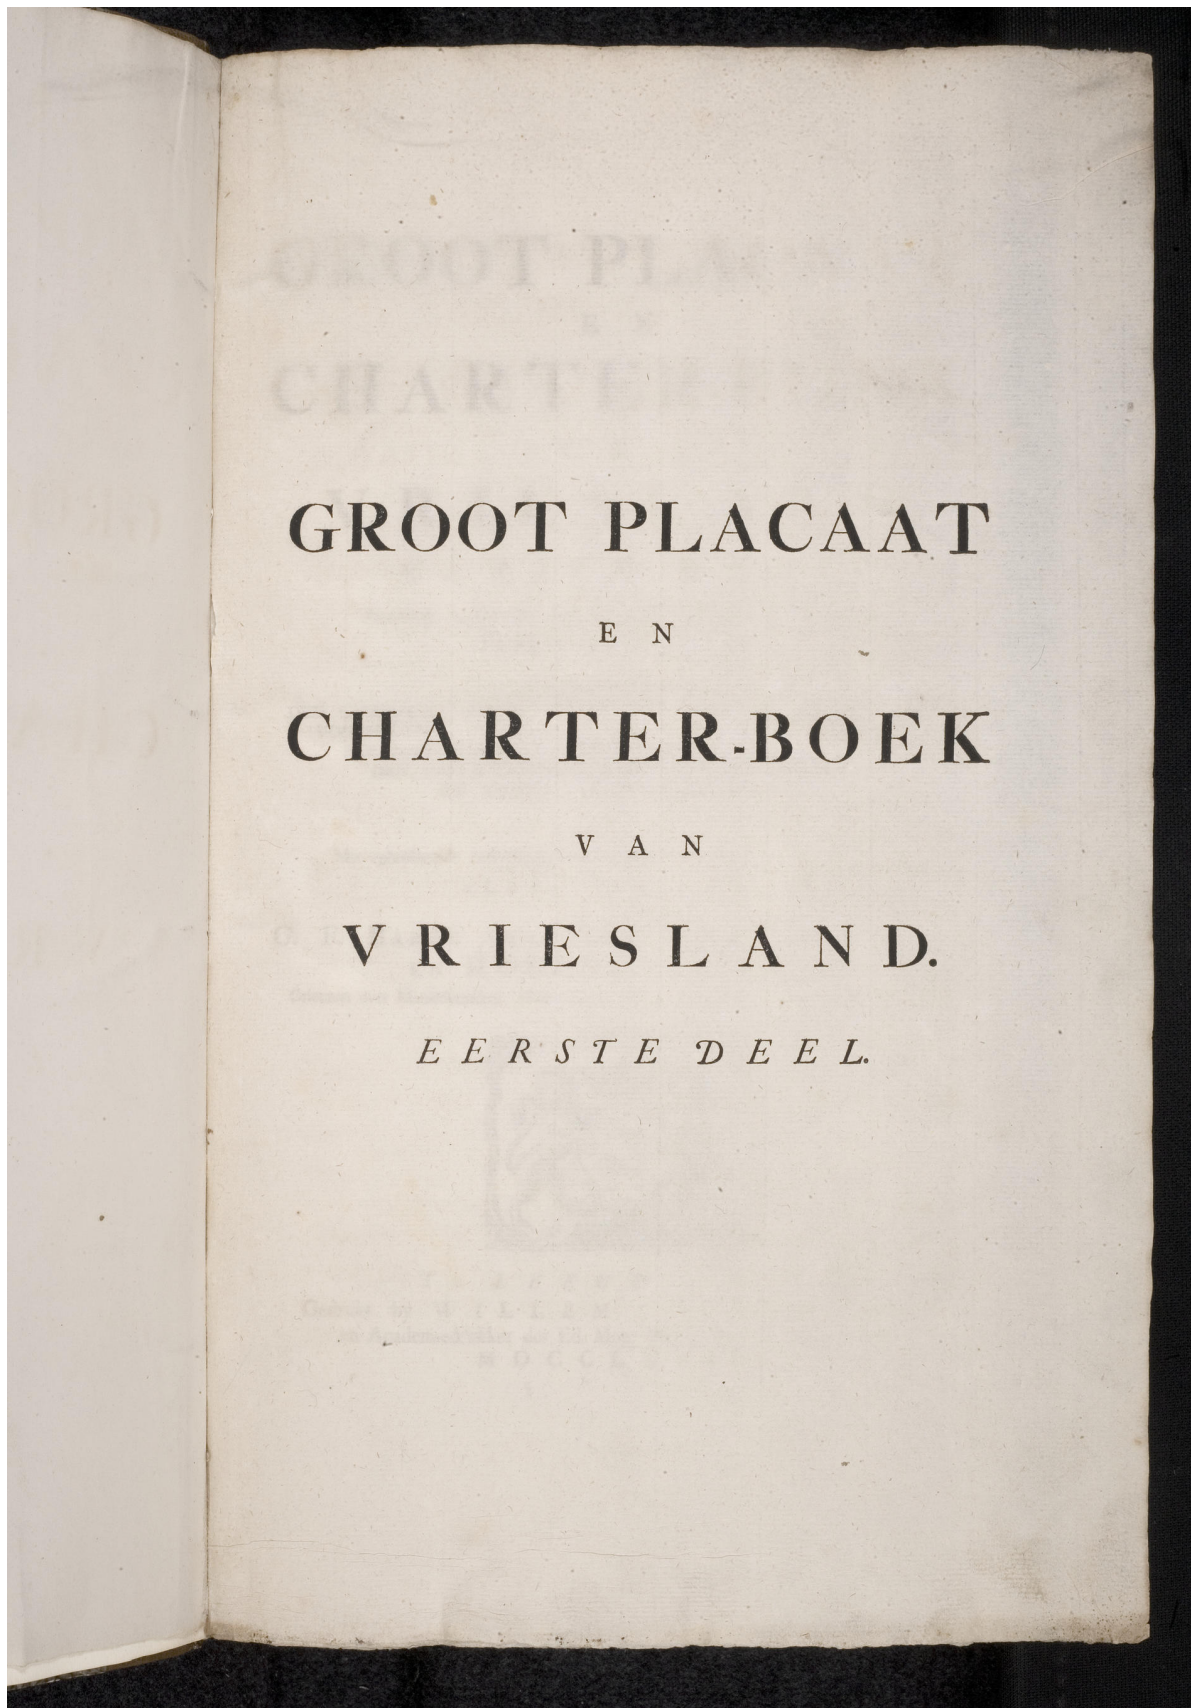 GROOT PLACAAT
EN
CHARTER-BOEK
VAN
VRIESLAND.
EERSTE DEEL.